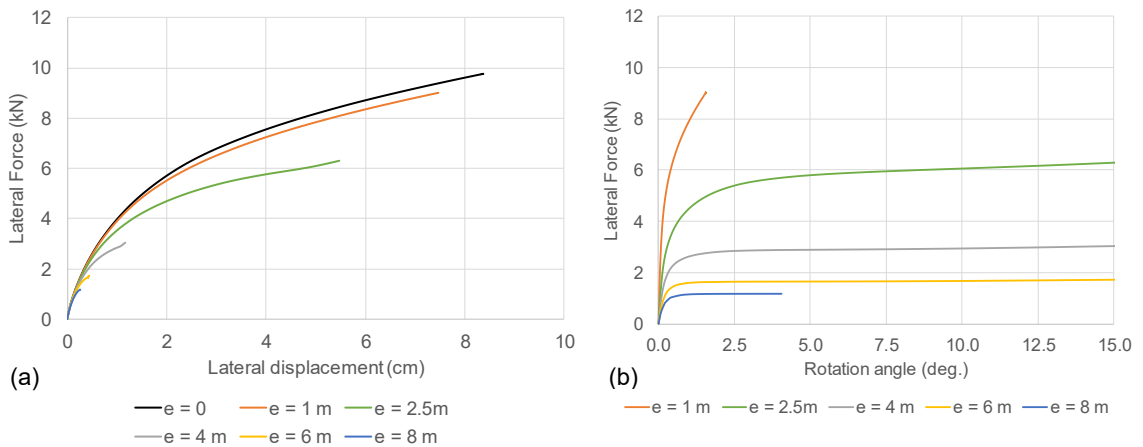 12
10
8
6
4
2
0
Lateral Force (kN)
0 2 4 6 8 10
Lateral displacement (cm)
(a)
e = 0 e = 1 m e = 2.5m
e = 4 m e = 6 m e = 8 m
12
10
8
6
4
2
0
Lateral Force (kN)
0.0 2.5 5.0 7.5 10.0 12.5 15.0
Rotation angle (deg.)
(b)
e = 1 m e = 2.5m e = 4 m e = 6 m e = 8 m